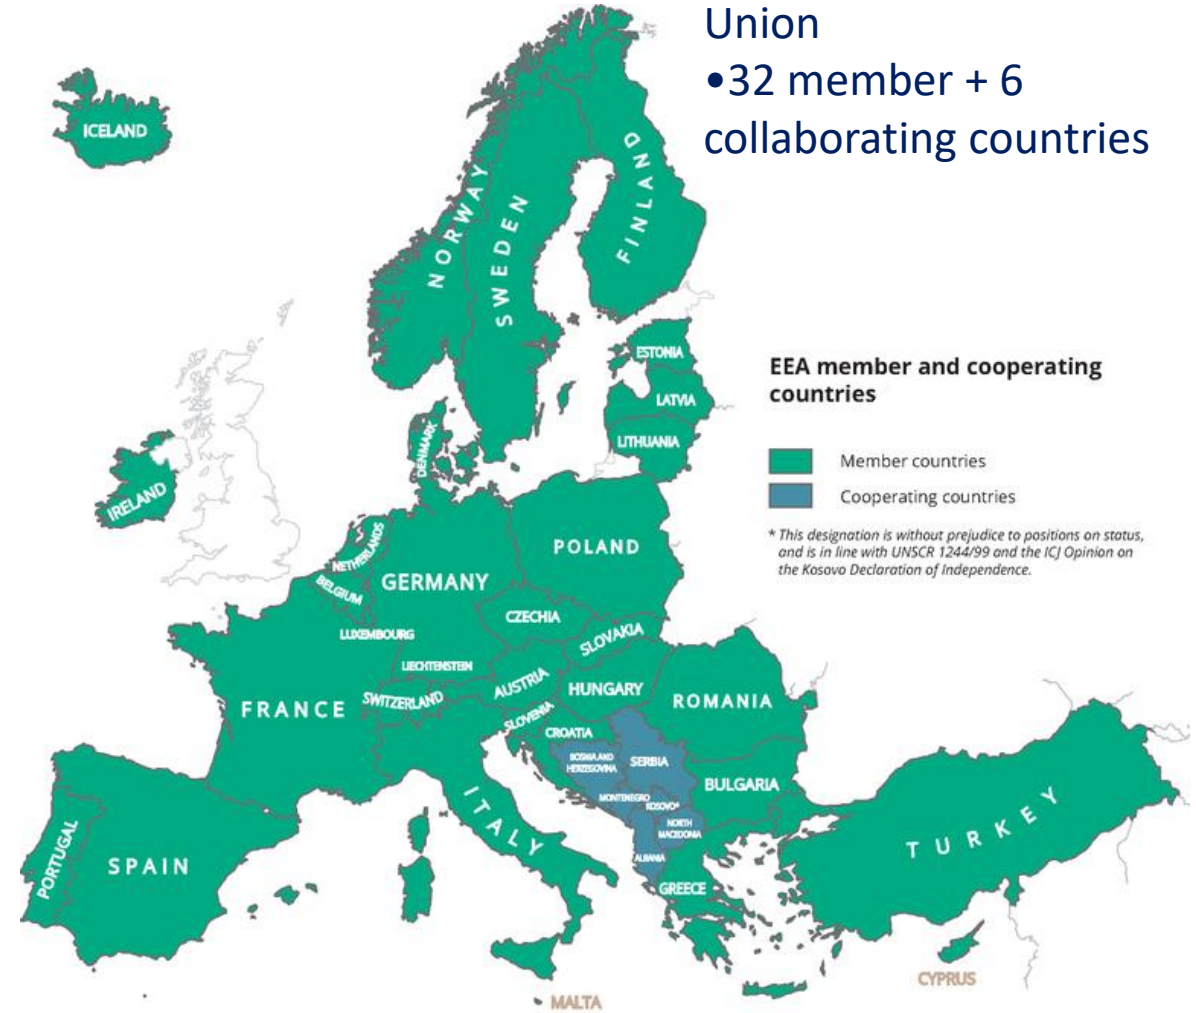 Union
•32 member + 6
collaborating countries
ICELAND
NORWAY
SWEDEN
FINLAND
ESTONIA
EEA member and cooperating
countries
LATVIA
DENMARK
LITHUANIA
Member countries
IRELAND
Cooperating countries
* This designation is without prejudice to positions on status,
and is in line with UNSCR 1244/99 and the ICJ Opinion on
the Kosovo Declaration of Independence.
NETHERLANDS
POLAND
BELGIUM
GERMANY
CZECHIA
LUXEMBOURG
SLOVAKIA
LIECHTENSTEIN
AUSTRIA
HUNGARY
SWITZERLAND
FRANCE
ROMANIA
SLOVENIA
CROATIA
BOSNIA AND
HERZEGOVINA
SERBIA
BULGARIA
MONTENEGRO
KOSOVO*
ITALY
NORTH
MACEDONIA
TURKEY
PORTUGAL
SPAIN
ALBANIA
GREECE
CYPRUS
MALTA